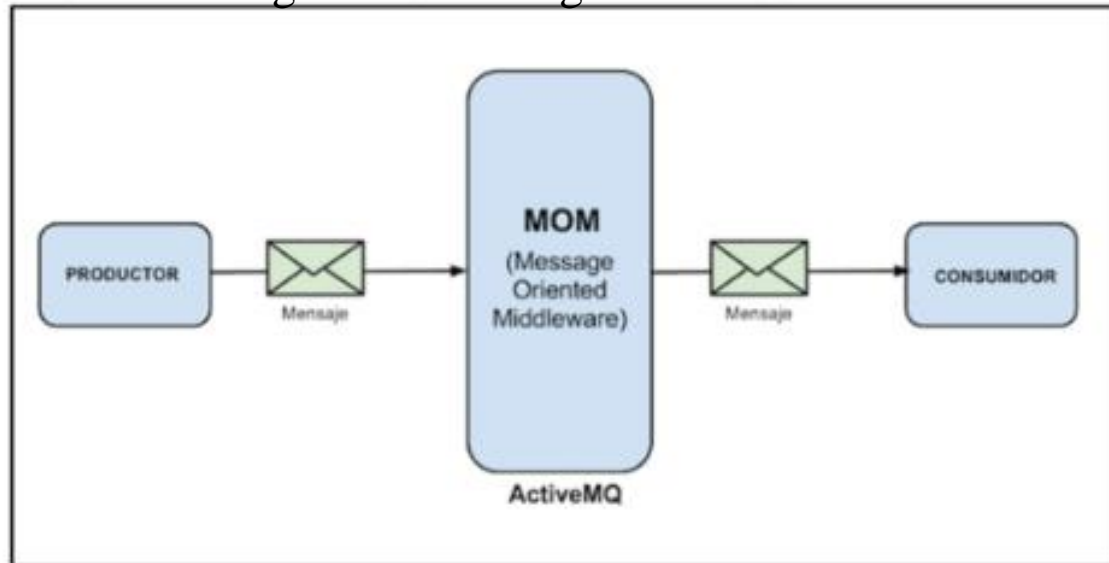 PRODUCTOR
Mensaje
MOM
(Message
Oriented
Middleware)
ActiveMQ
Mensaje
CONSUMIDOR